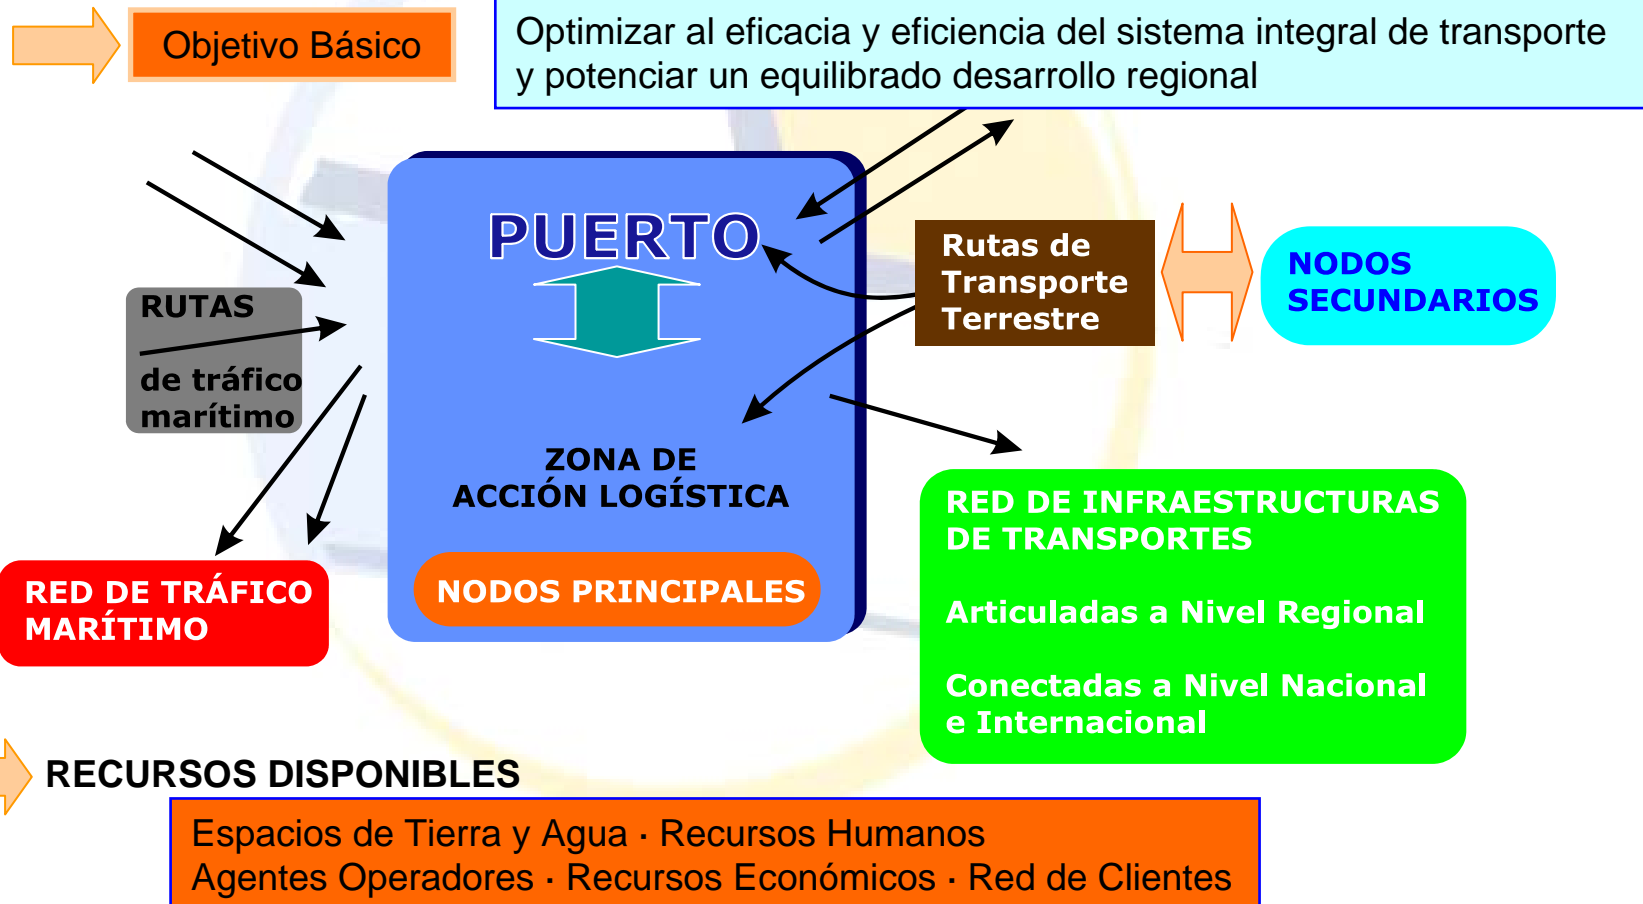 Objetivo Básico
Optimizar al eficacia y eficiencia del sistema integral de transporte
y potenciar un equilibrado desarrollo regional
PUERTO
RUTAS
de tráfico
marítimo
Rutas de
Transporte
Terrestre
NODOS
SECUNDARIOS
ZONA DE
ACCIÓN LOGÍSTICA
NODOS PRINCIPALES
RED DE TRÁFICO
MARÍTIMO
RED DE INFRAESTRUCTURAS
DE TRANSPORTES
Articuladas a Nivel Regional
Conectadas a Nivel Nacional
e Internacional
RECURSOS DISPONIBLES
Espacios de Tierra y Agua · Recursos Humanos
Agentes Operadores · Recursos Económicos · Red de Clientes